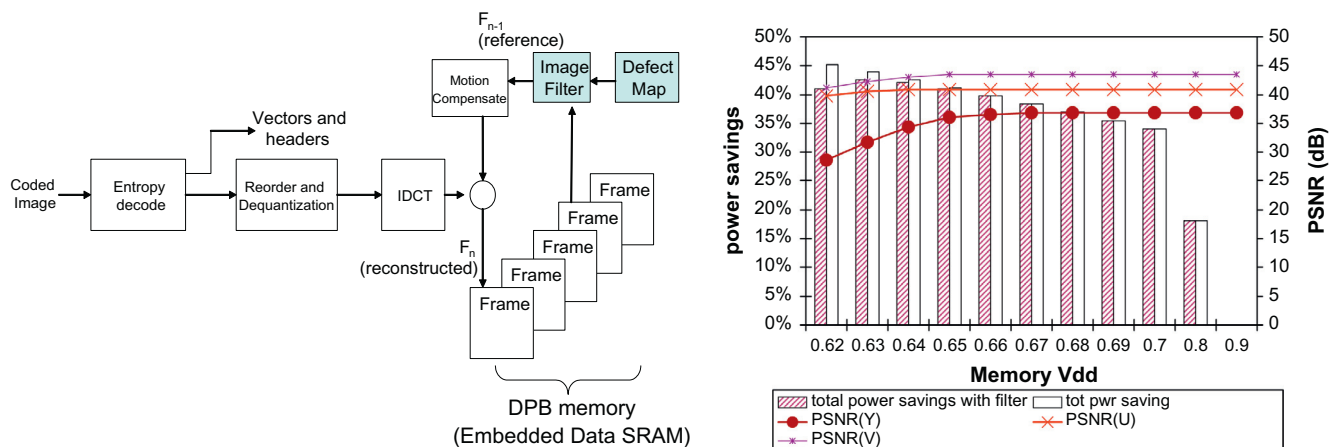 F_{n-1}
(reference)
Motion
Compensate
Image
Filter
Defect
Map
Vectors and
headers
Coded
Image
Entropy
decode
Reorder and
Dequantization
IDCT
F_n
(reconstructed)
Frame
Frame
Frame
Frame
Frame
DPB memory
(Embedded Data SRAM)
power savings
50%
45%
40%
35%
30%
25%
20%
15%
10%
5%
0%
50
45
40
35
30
25
20
15
10
5
0
PSNR (dB)
0.62 0.63 0.64 0.65 0.66 0.67 0.68 0.69 0.7 0.8 0.9
Memory Vdd
total power savings with filter
tot pwr saving
PSNR(Y)
PSNR(U)
PSNR(V)